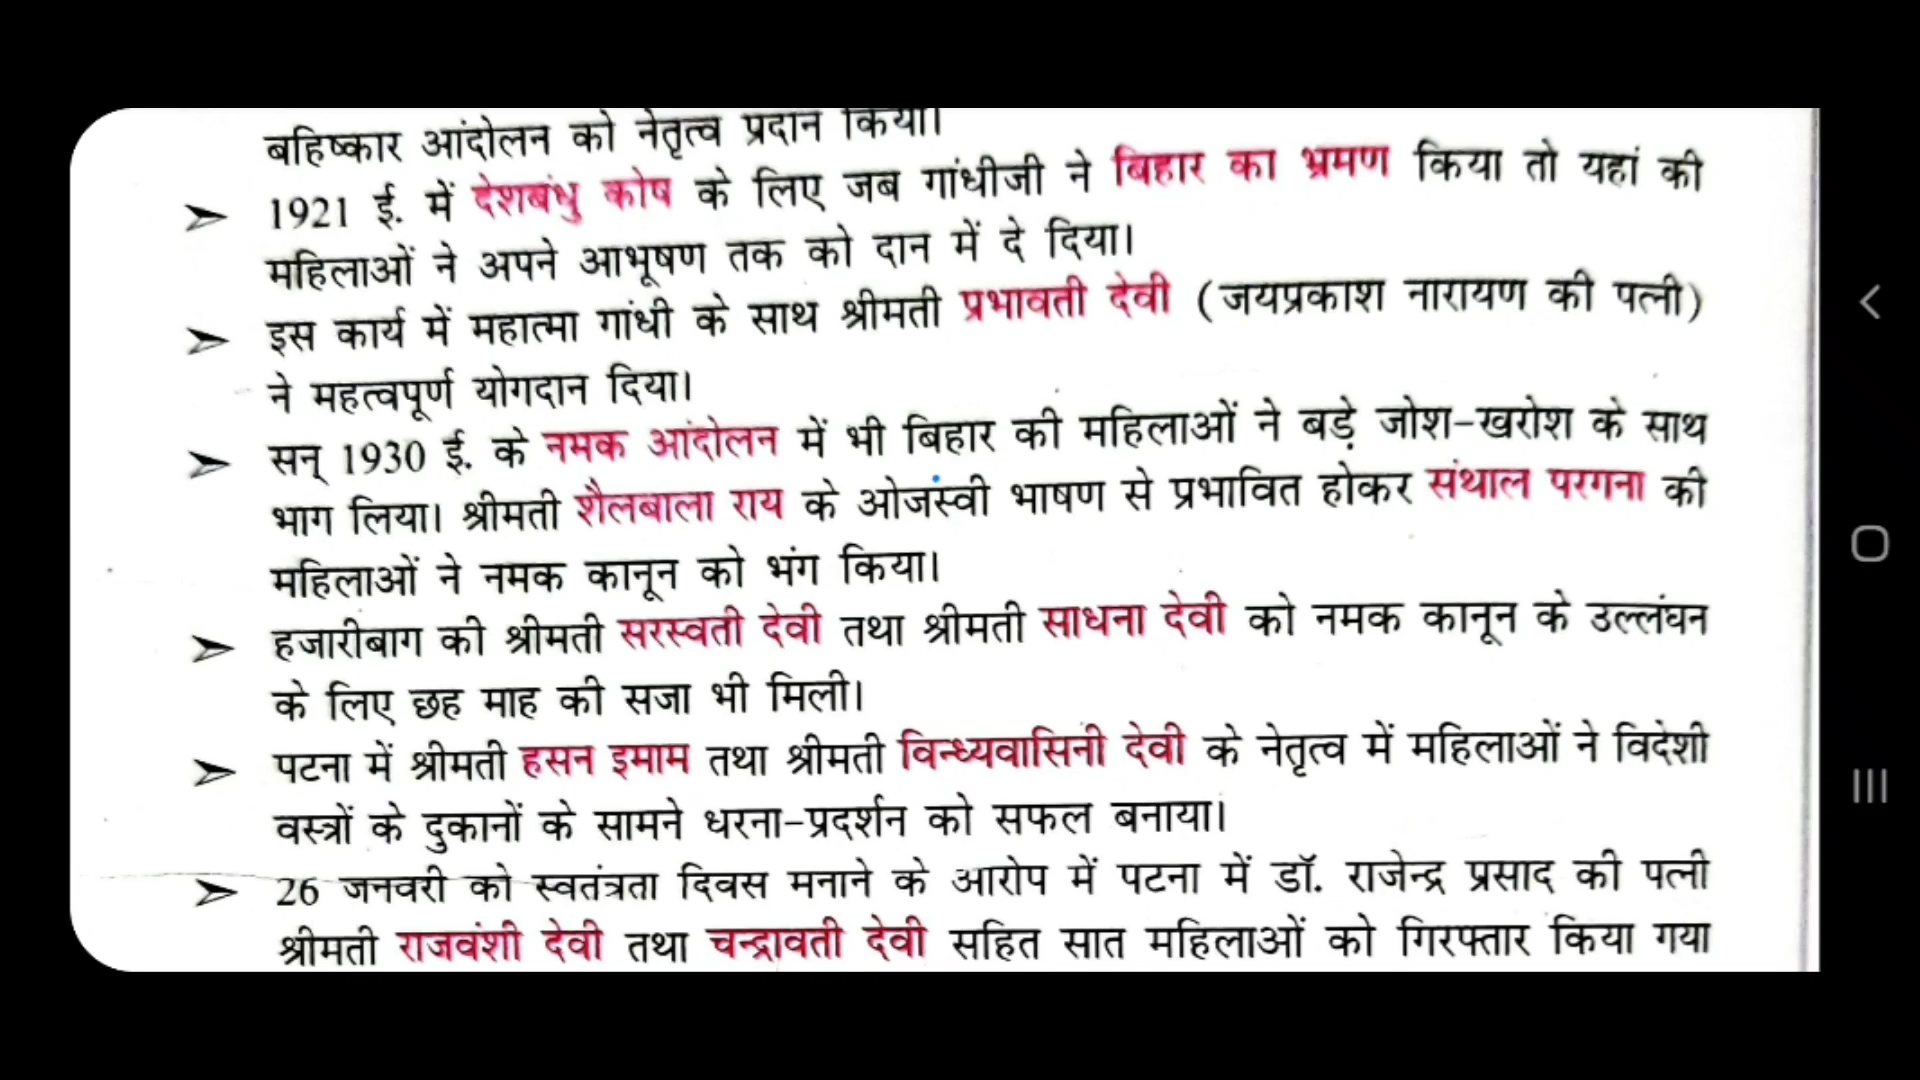 बहिष्कार आंदोलन को नेतृत्व प्रदान किया।
➢ 1921 ई. में देशबंधु कोष के लिए जब गांधीजी ने बिहार का भ्रमण किया तो यहां की
महिलाओं ने अपने आभूषण तक को दान में दे दिया।
➢ इस कार्य में महात्मा गांधी के साथ श्रीमती प्रभावती देवी (जयप्रकाश नारायण की पत्नी)
ने महत्वपूर्ण योगदान दिया।
➢ सन् 1930 ई. के नमक आंदोलन में भी बिहार की महिलाओं ने बड़े जोश-खरोश के साथ
भाग लिया। श्रीमती शैलबाला राय के ओजस्वी भाषण से प्रभावित होकर संथाल परगना की
महिलाओं ने नमक कानून को भंग किया।
➢ हजारीबाग की श्रीमती सरस्वती देवी तथा श्रीमती साधना देवी को नमक कानून के उल्लंघन
के लिए छह माह की सजा भी मिली।
➢ पटना में श्रीमती हसन इमाम तथा श्रीमती विन्ध्यवासिनी देवी के नेतृत्व में महिलाओं ने विदेशी
वस्त्रों के दुकानों के सामने धरना-प्रदर्शन को सफल बनाया।
➢ 26 जनवरी को स्वतंत्रता दिवस मनाने के आरोप में पटना में डॉ. राजेन्द्र प्रसाद की पत्नी
श्रीमती राजवंशी देवी तथा चन्द्रावती देवी सहित सात महिलाओं को गिरफ्तार किया गया